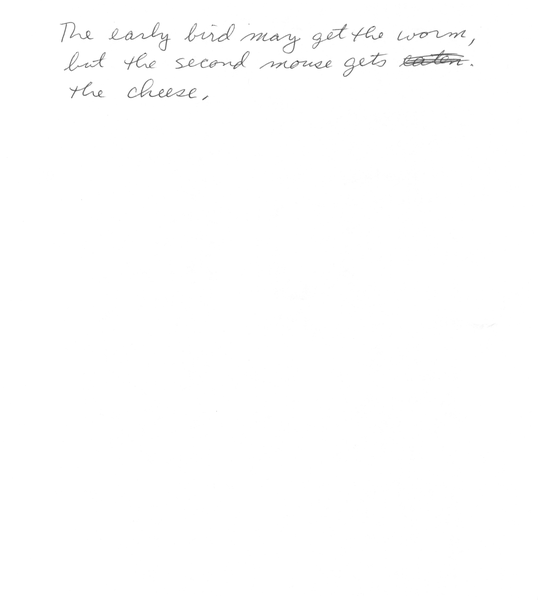 The early bird may get the worm,
but the second mouse gets eaten.
the cheese.